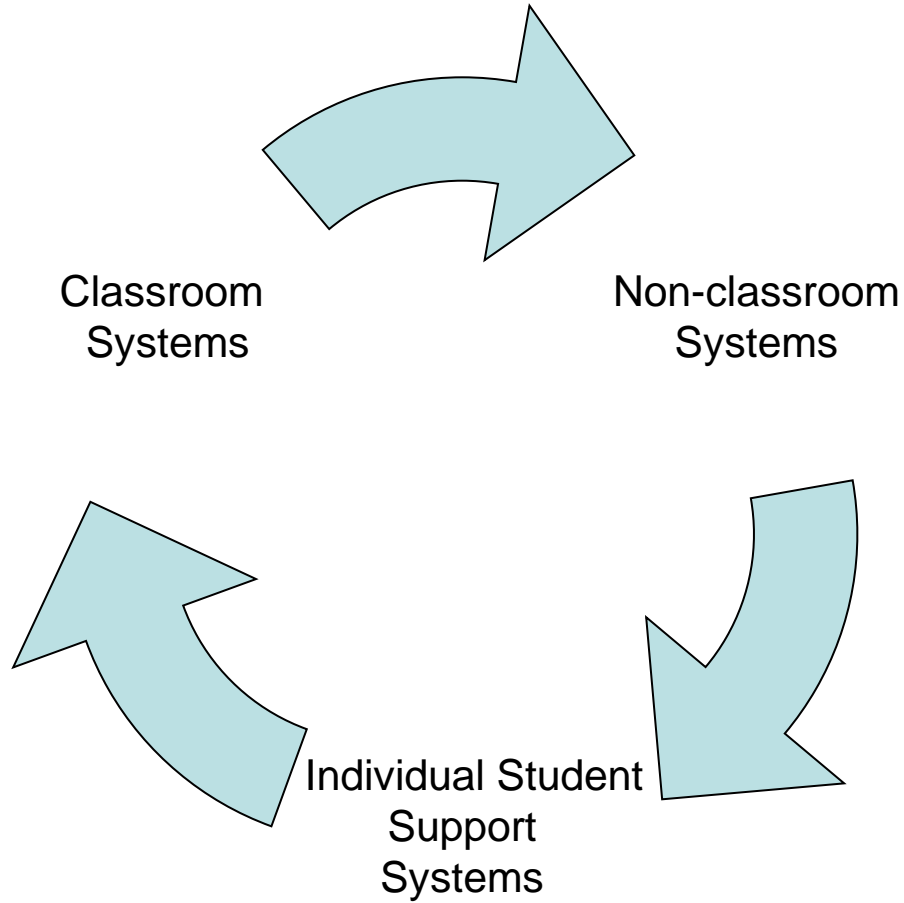 Classroom
Systems
Non-classroom
Systems
Individual Student
Support
Systems